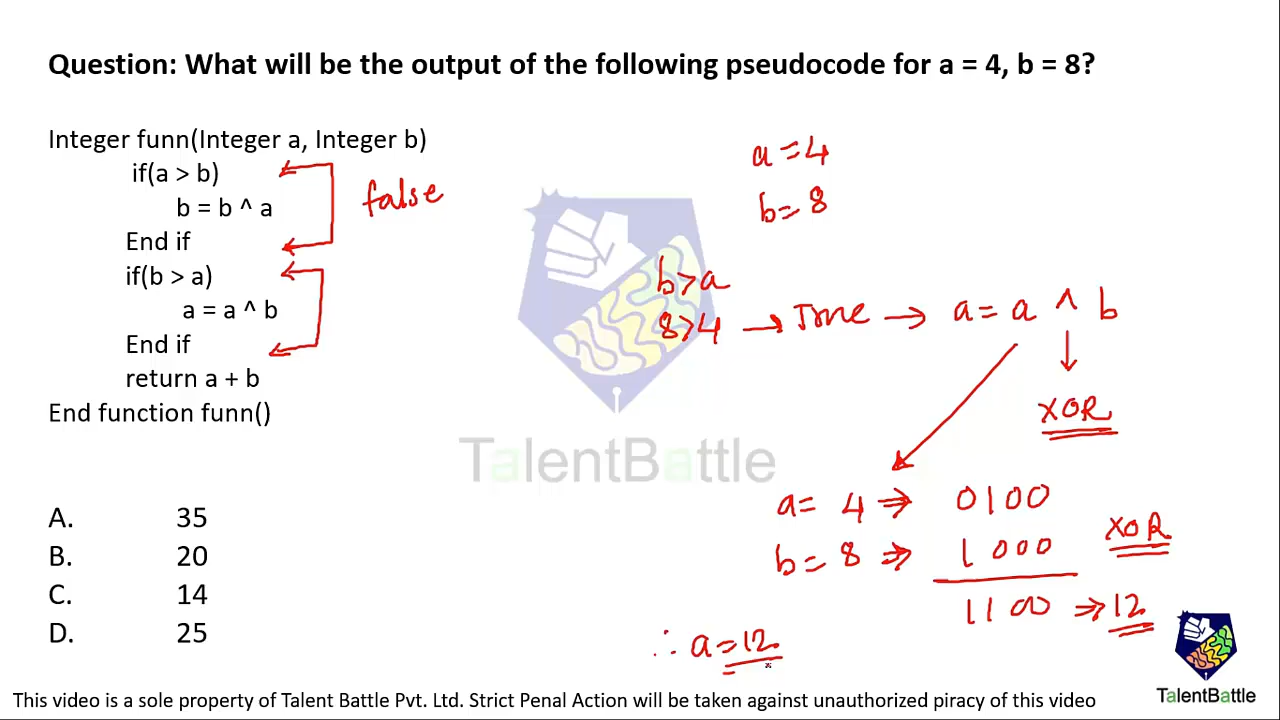 Question: What will be the output of the following pseudocode for a = 4, b = 8?
Integer funn(Integer a, Integer b)
if(a > b)
b = b ^ a
End if
if(b > a)
a = a ^ b
End if
return a + b
End function funn()
false
a = 4
b = 8
b > a
8 > 4 → True → a = a ^ b
XOR
a = 4 ⇒ 0100
b = 8 ⇒ 1000
XOR
1100 ⇒ 12
∴ a = 12
A. 35
B. 20
C. 14
D. 25
TalentBattle
TalentBattle
This video is a sole property of Talent Battle Pvt. Ltd. Strict Penal Action will be taken against unauthorized piracy of this video